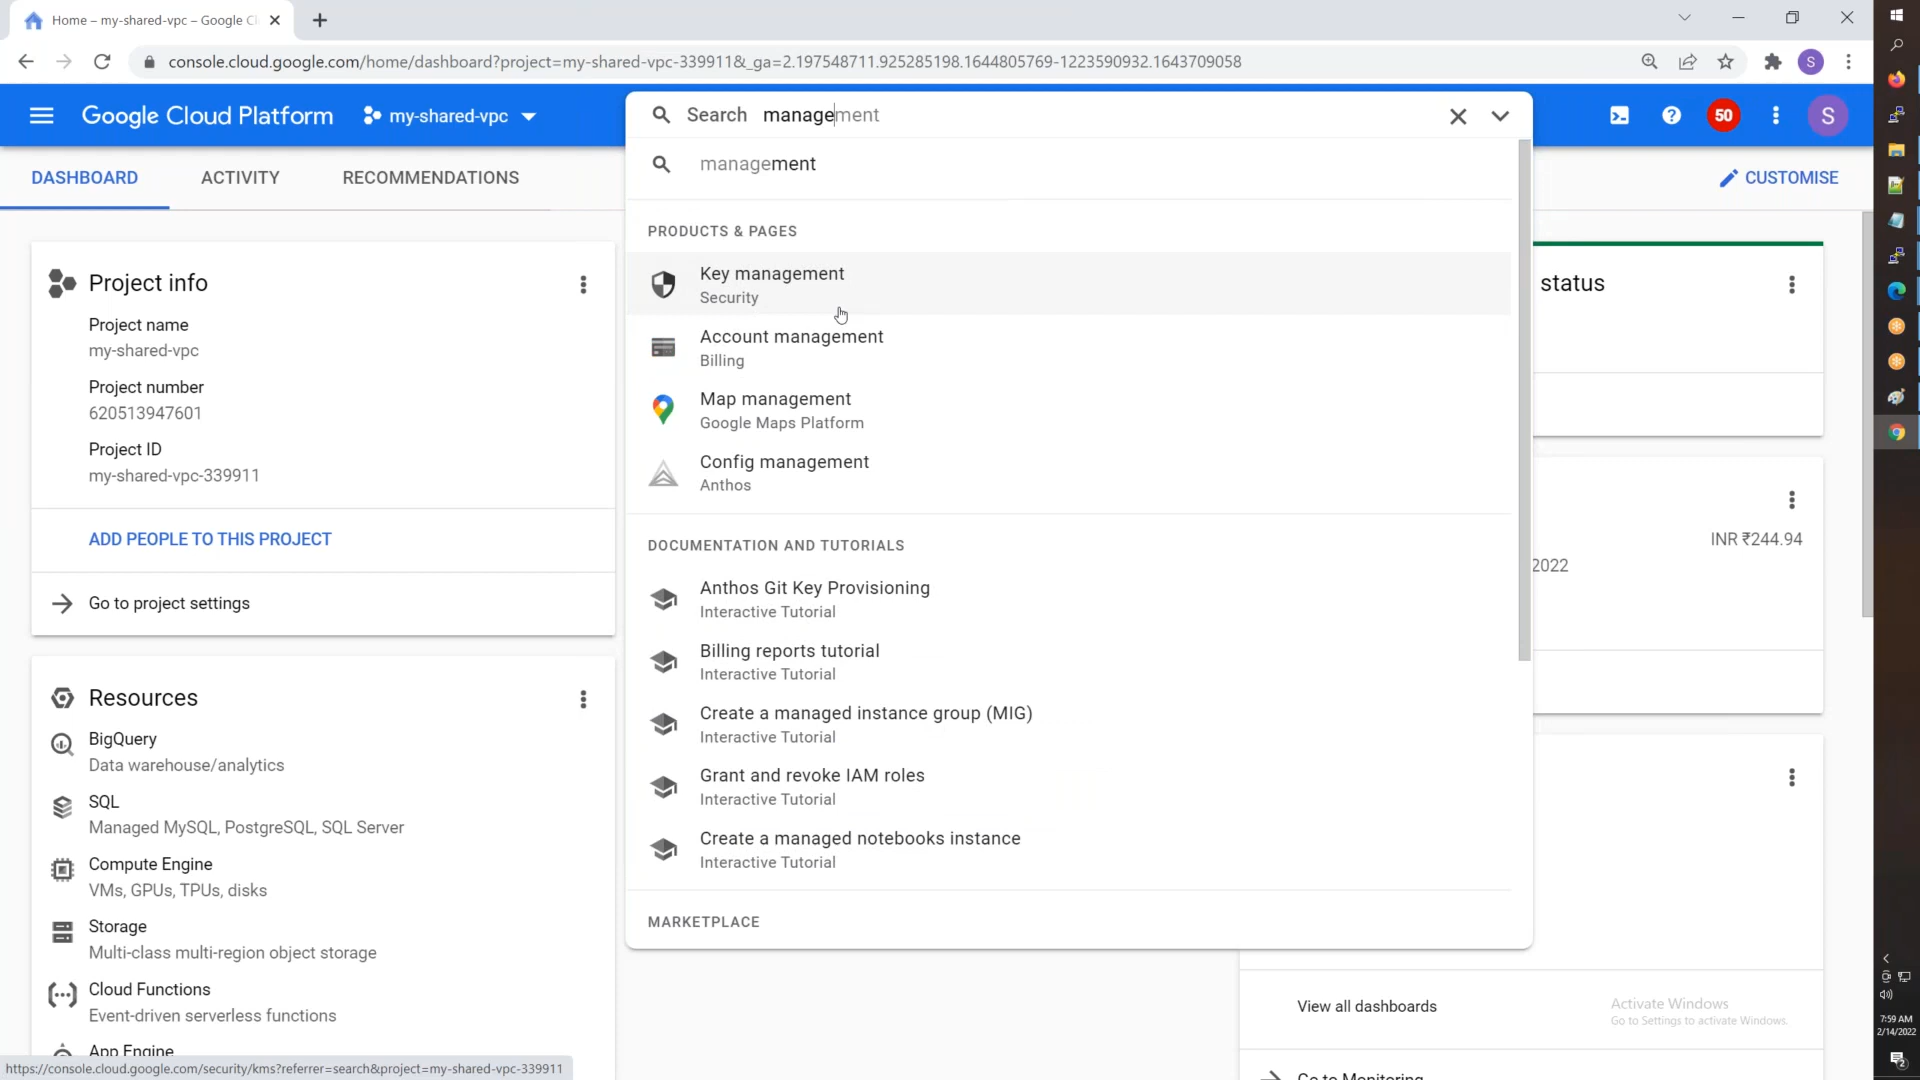 Home – my-shared-vpc – Google Cl
console.cloud.google.com/home/dashboard?project=my-shared-vpc-339911&_ga=2.197548711.925285198.1644805769-1223590932.1643709058
S
Google Cloud Platform
my-shared-vpc
Search management
50
S
DASHBOARD
ACTIVITY
RECOMMENDATIONS
CUSTOMISE
management
PRODUCTS & PAGES
Key management
Security
Account management
Billing
Map management
Google Maps Platform
Config management
Anthos
DOCUMENTATION AND TUTORIALS
Anthos Git Key Provisioning
Interactive Tutorial
Billing reports tutorial
Interactive Tutorial
Create a managed instance group (MIG)
Interactive Tutorial
Grant and revoke IAM roles
Interactive Tutorial
Create a managed notebooks instance
Interactive Tutorial
MARKETPLACE
Project info
Project name
my-shared-vpc
Project number
620513947601
Project ID
my-shared-vpc-339911
ADD PEOPLE TO THIS PROJECT
Go to project settings
Resources
BigQuery
Data warehouse/analytics
SQL
Managed MySQL, PostgreSQL, SQL Server
Compute Engine
VMs, GPUs, TPUs, disks
Storage
Multi-class multi-region object storage
Cloud Functions
Event-driven serverless functions
App Engine
status
INR ₹244.94
2022
View all dashboards
Go to Monitoring
Activate Windows
Go to Settings to activate Windows.
https://console.cloud.google.com/security/kms?referrer=search&project=my-shared-vpc-339911
7:59 AM
2/14/2022
2